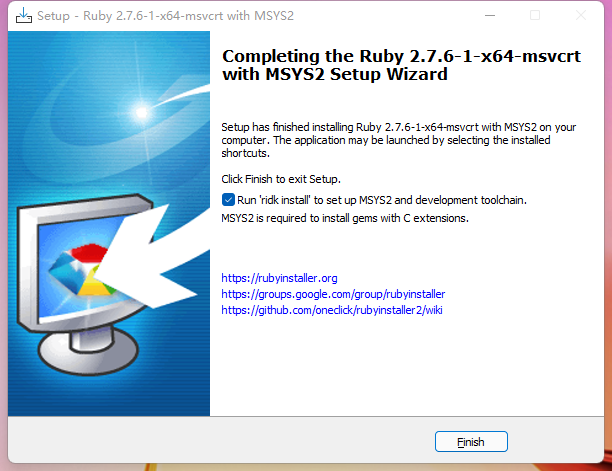 Setup - Ruby 2.7.6-1-x64-msvcrt with MSYS2
Completing the Ruby 2.7.6-1-x64-msvcrt
with MSYS2 Setup Wizard
Setup has finished installing Ruby 2.7.6-1-x64-msvcrt with MSYS2 on your
computer. The application may be launched by selecting the installed
shortcuts.
Click Finish to exit Setup.
Run 'ridk install' to set up MSYS2 and development toolchain.
MSYS2 is required to install gems with C extensions.
https://rubyinstaller.org
https://groups.google.com/group/rubyinstaller
https://github.com/oneclick/rubyinstaller2/wiki
Finish